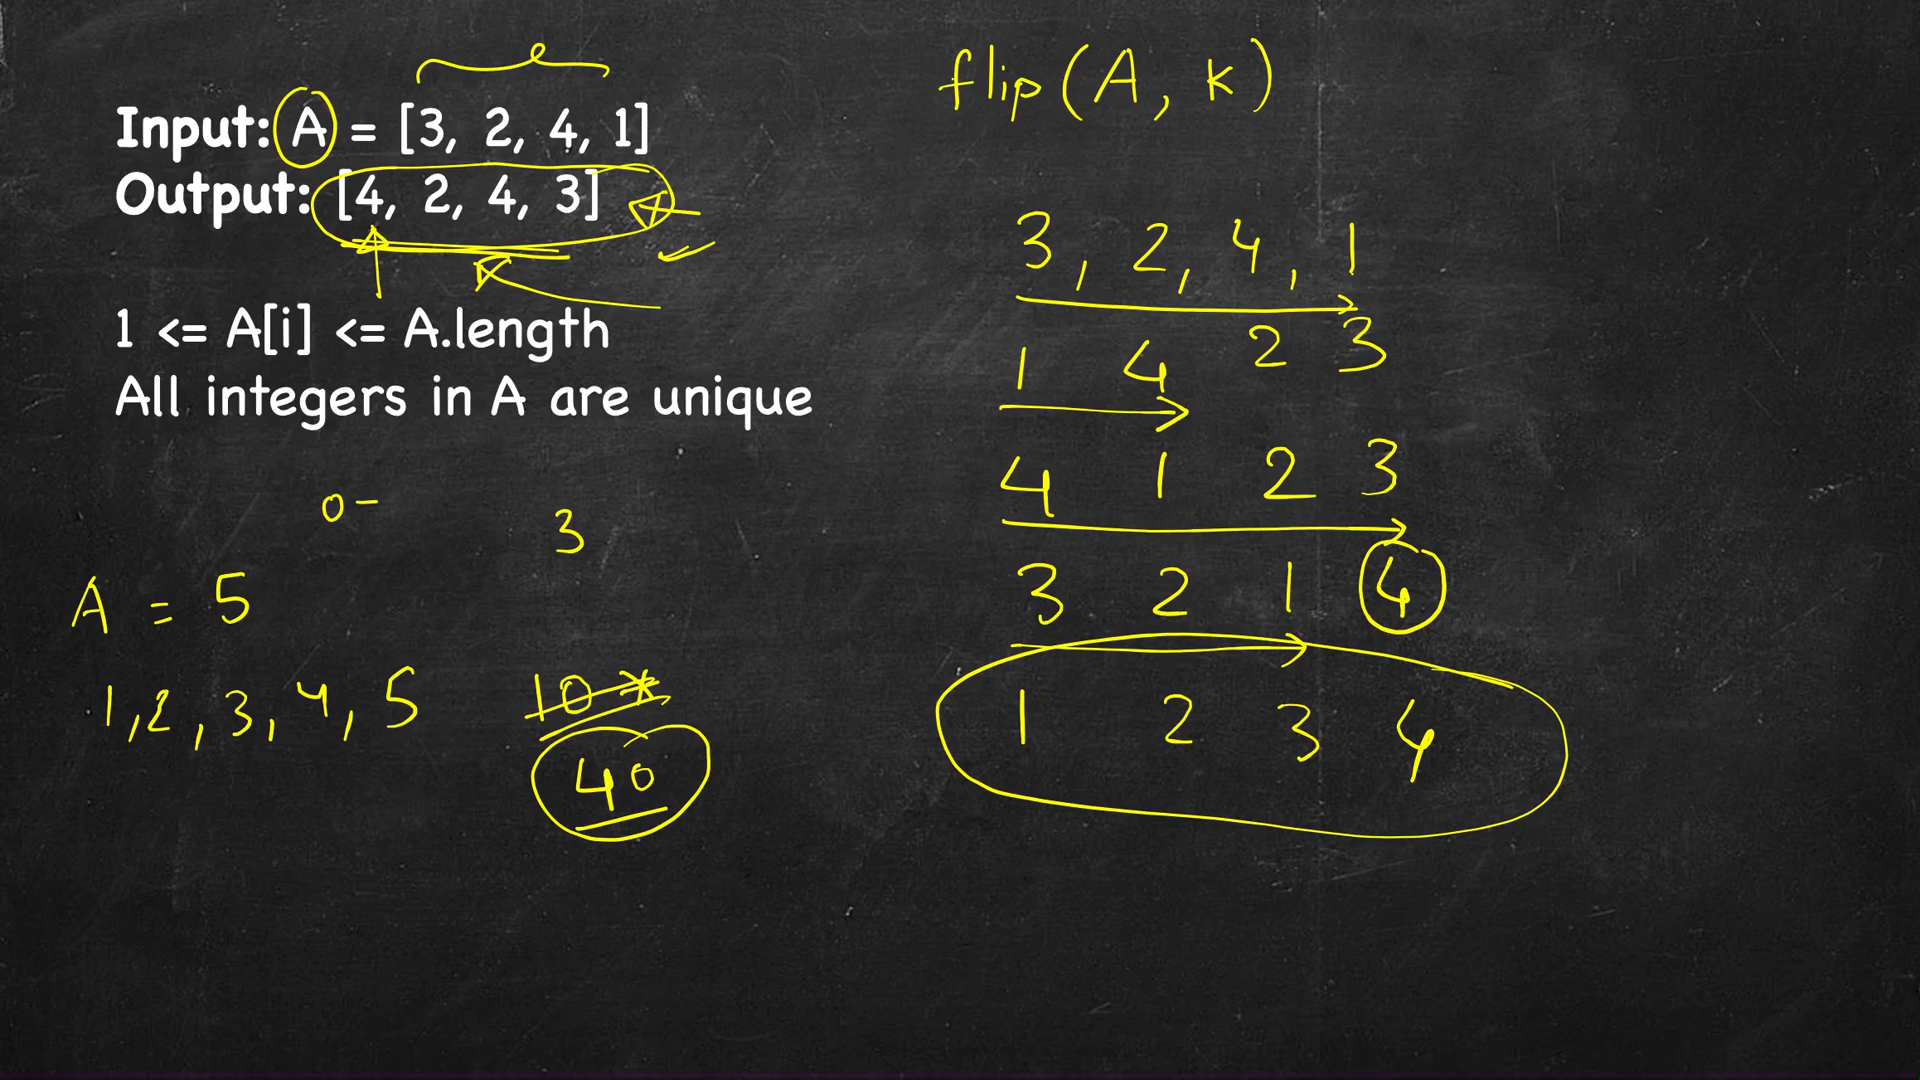 Input: A = [3, 2, 4, 1]
Output: [4, 2, 4, 3]
1 <= A[i] <= A.length
All integers in A are unique
0 -
3
A = 5
1, 2, 3, 4, 5
10 *
40
flip(A, k)
3, 2, 4, 1
1 4 2 3
4 1 2 3
3 2 1 4
1 2 3 4